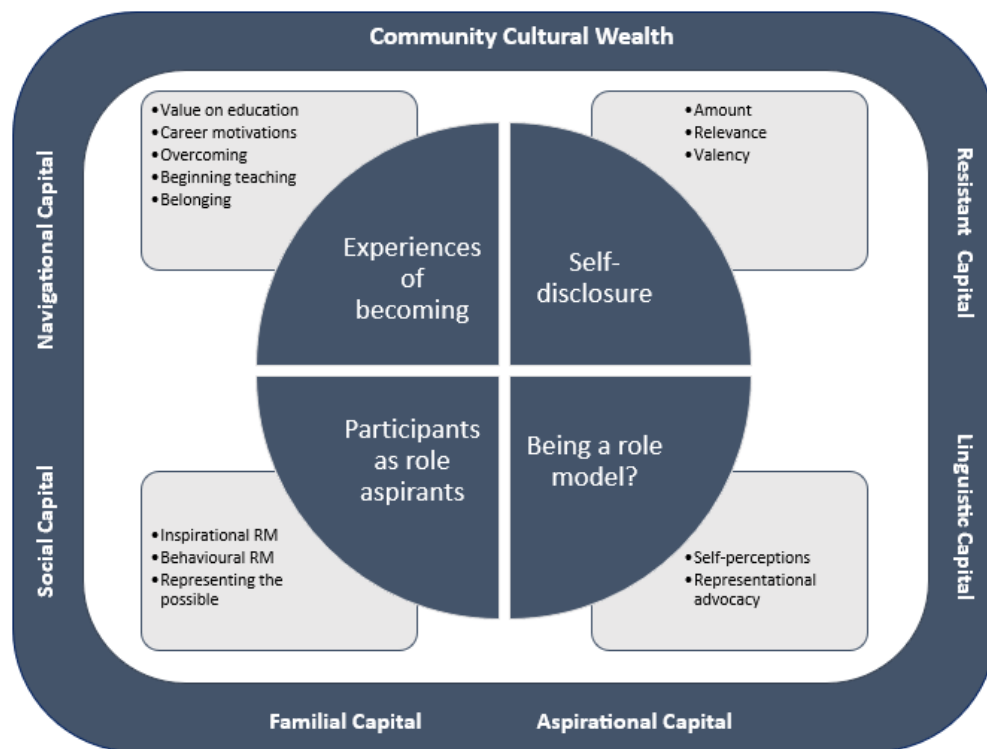 Community Cultural Wealth
•Value on education
•Career motivations
•Overcoming
•Beginning teaching
•Belonging
•Amount
•Relevance
•Valency
Navigational Capital
Resistant Capital
Experiences
of
becoming
Self-
disclosure
Participants
as role
aspirants
Being a role
model?
Social Capital
Linguistic Capital
•Inspirational RM
•Behavioural RM
•Representing the
possible
•Self-perceptions
•Representational
advocacy
Familial Capital
Aspirational Capital